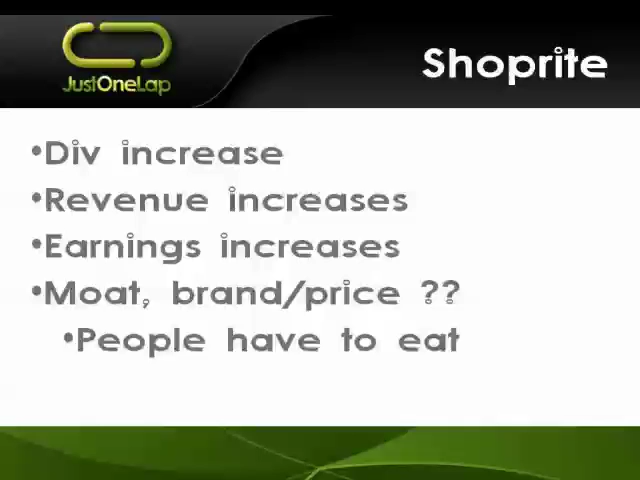 JustOneLap
Shoprite
•Div increase
•Revenue increases
•Earnings increases
•Moat, brand/price ??
•People have to eat